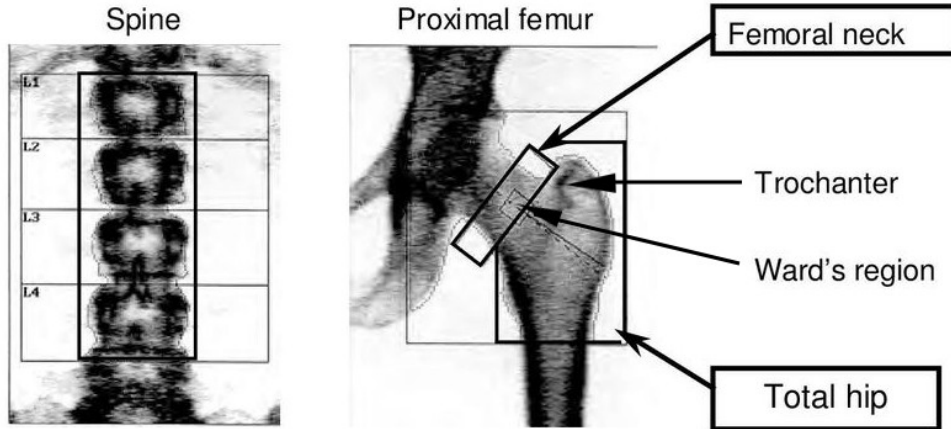 Spine
Proximal femur
Femoral neck
L1
L2
L3
L4
Trochanter
Ward's region
Total hip